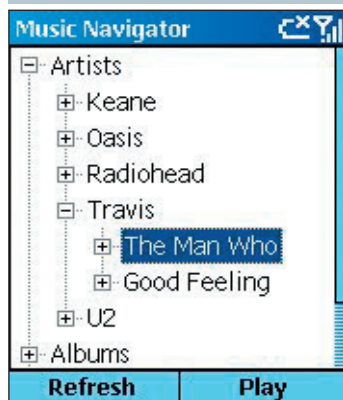 Music Navigator
Artists
Keane
Oasis
Radiohead
Travis
The Man Who
Good Feeling
U2
Albums
Refresh Play